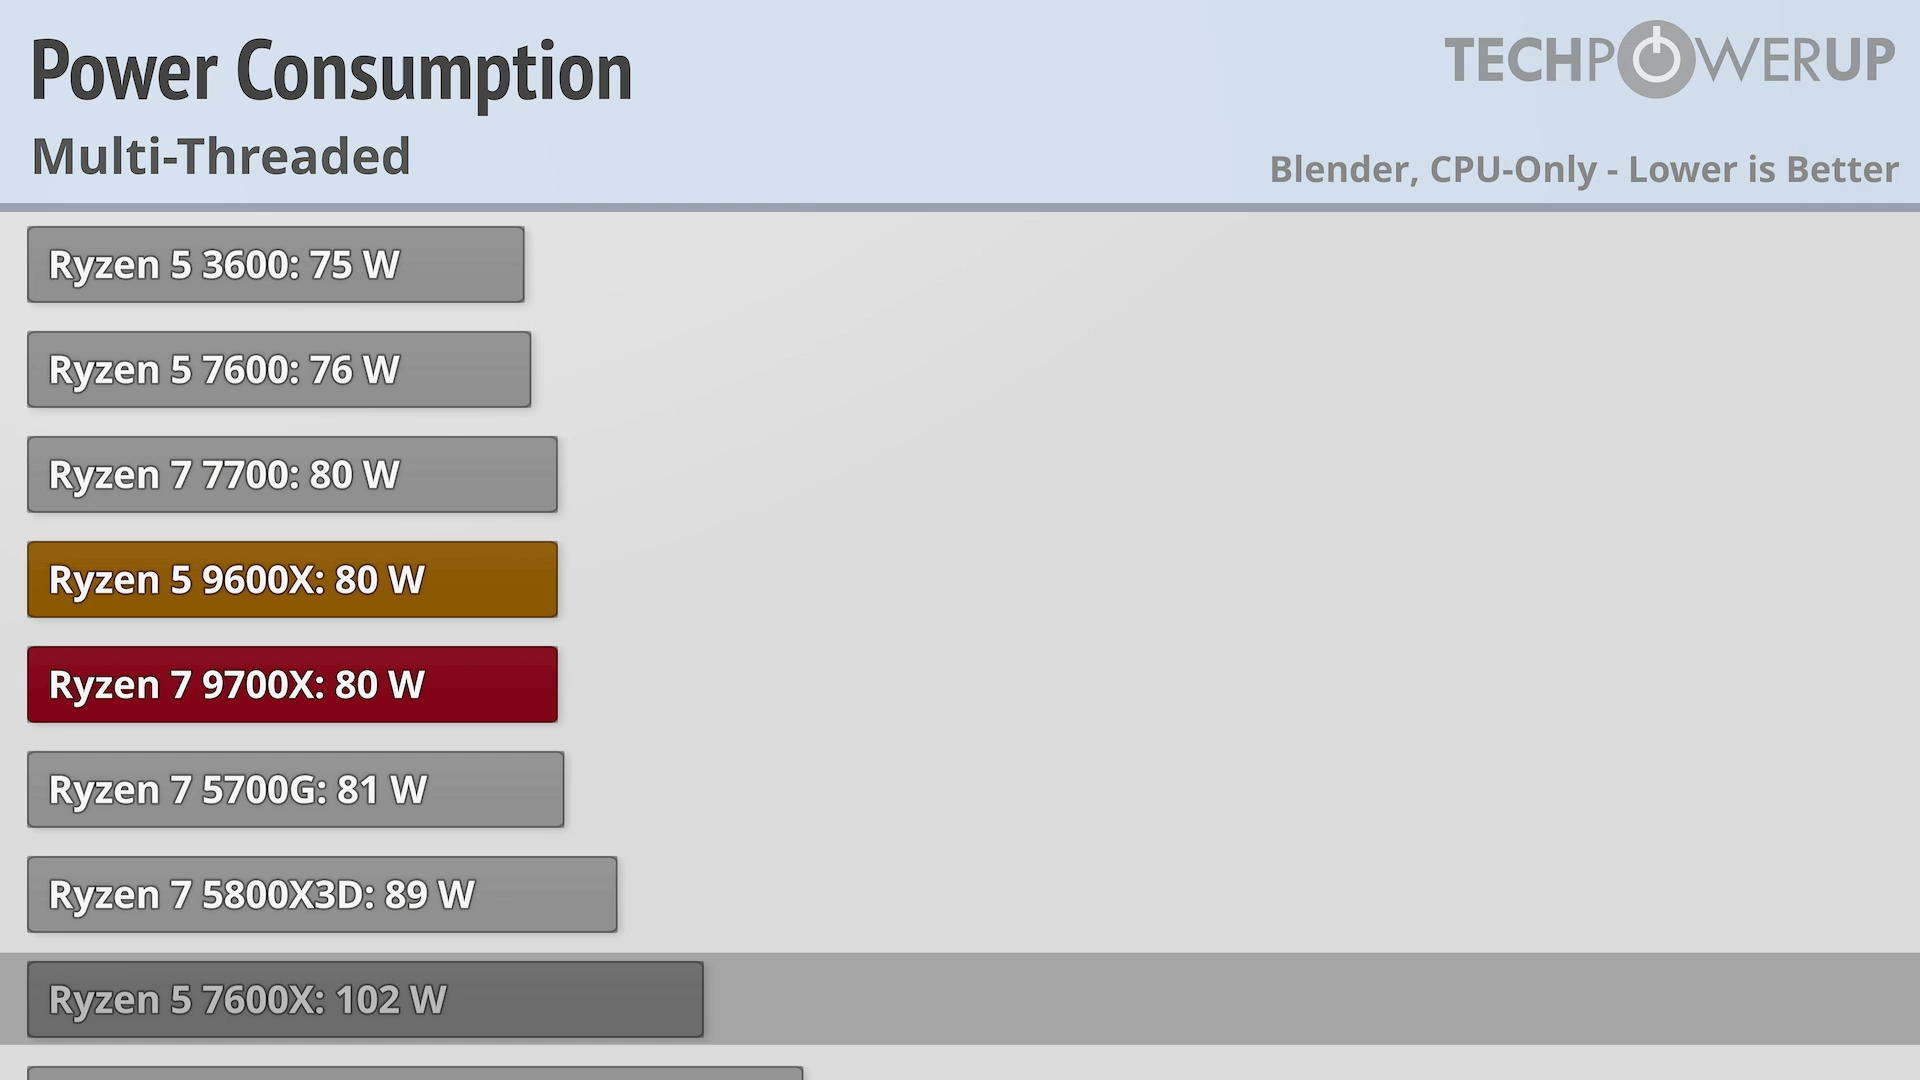 Power Consumption
TECHPOWERUP
Multi-Threaded
Blender, CPU-Only - Lower is Better
Ryzen 5 3600: 75 W
Ryzen 5 7600: 76 W
Ryzen 7 7700: 80 W
Ryzen 5 9600X: 80 W
Ryzen 7 9700X: 80 W
Ryzen 7 5700G: 81 W
Ryzen 7 5800X3D: 89 W
Ryzen 5 7600X: 102 W